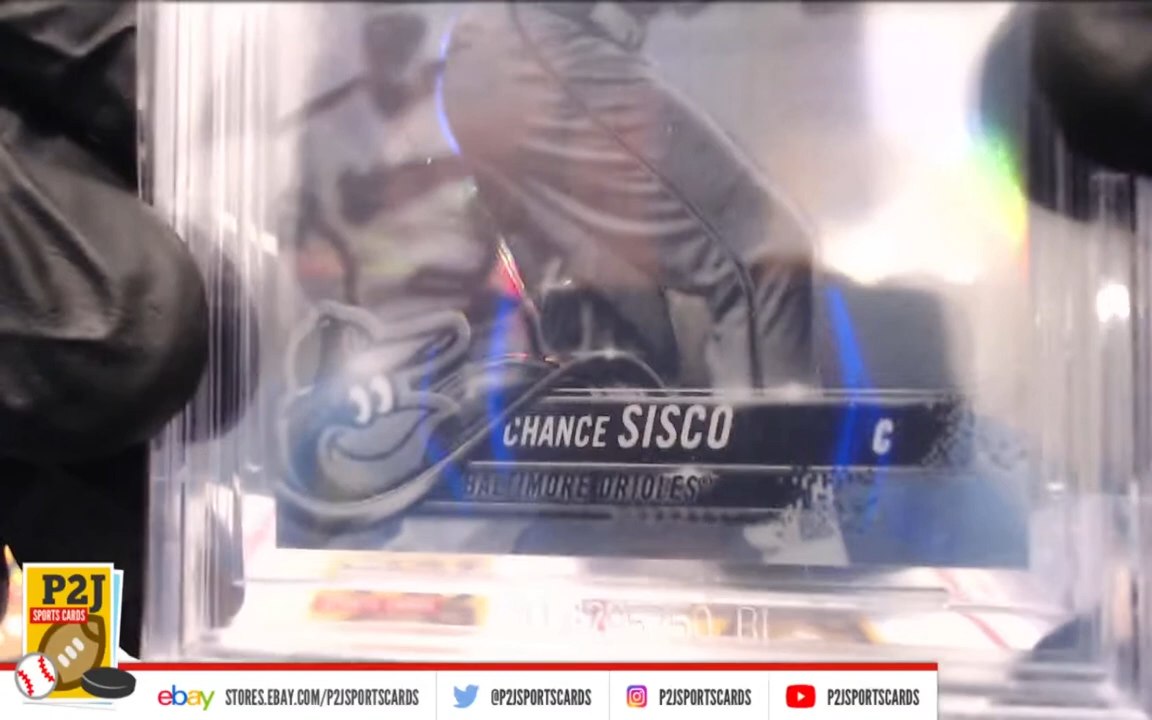 CHANCE SISCO C
BALTIMORE ORIOLES
P2J
SPORTS CARDS
ebay STORES.EBAY.COM/P2JSPORTSCARDS @P2JSPORTSCARDS P2JSPORTSCARDS P2JSPORTSCARDS